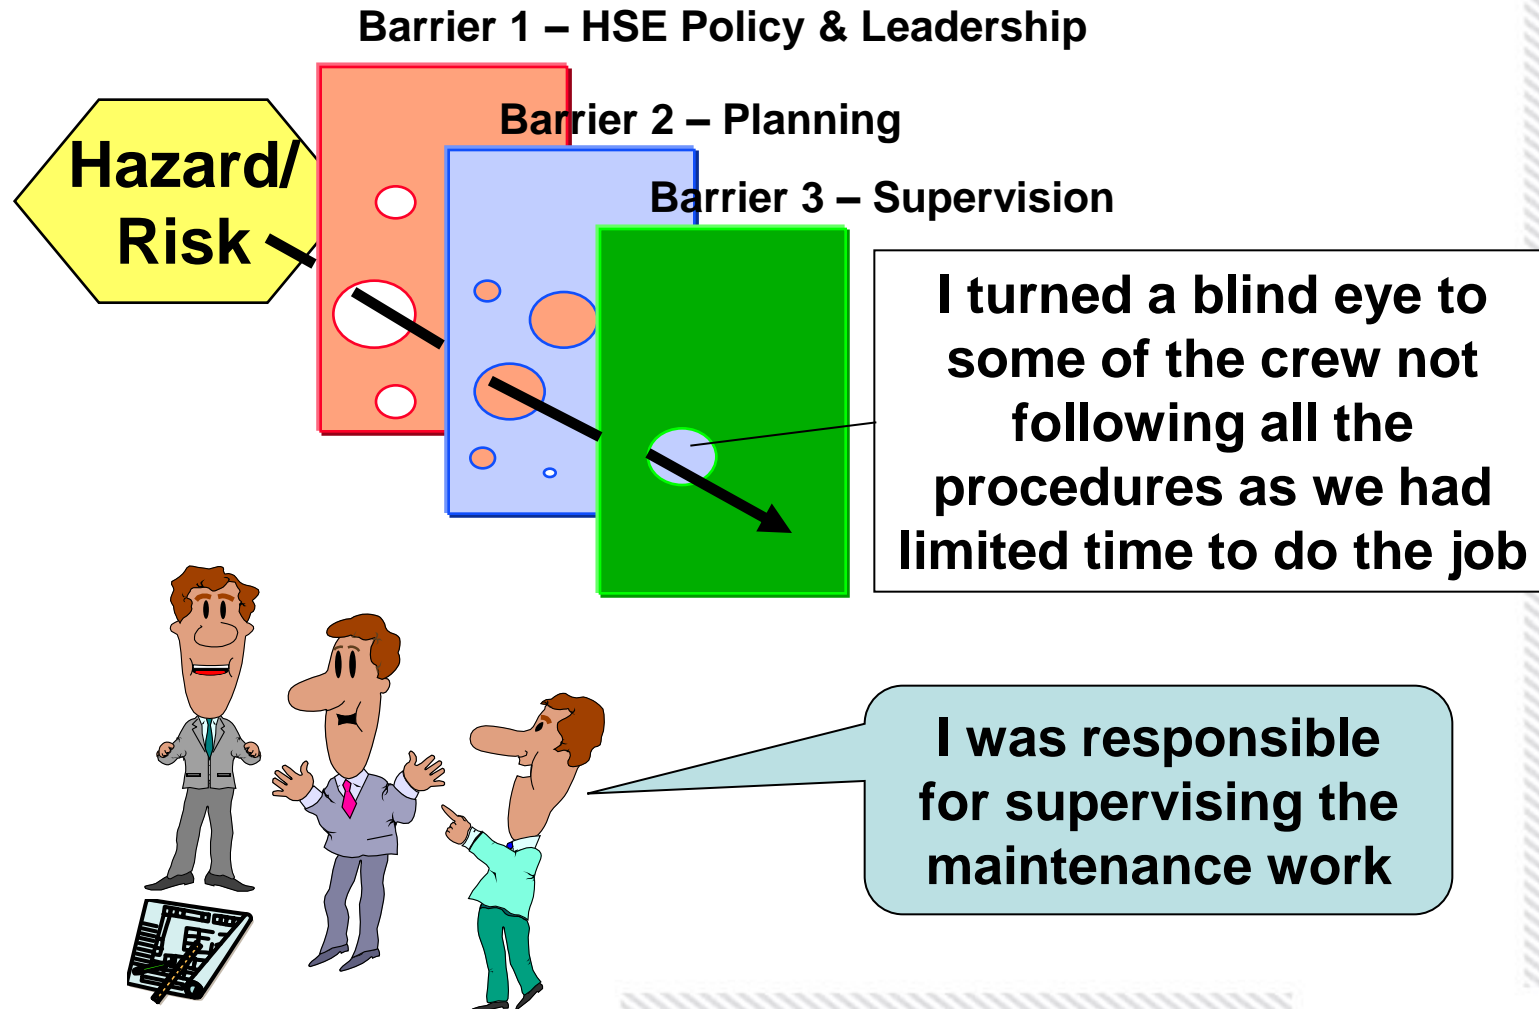 Barrier 1 – HSE Policy & Leadership
Barrier 2 – Planning
Barrier 3 – Supervision
Hazard/
Risk
I turned a blind eye to
some of the crew not
following all the
procedures as we had
limited time to do the job
I was responsible
for supervising the
maintenance work